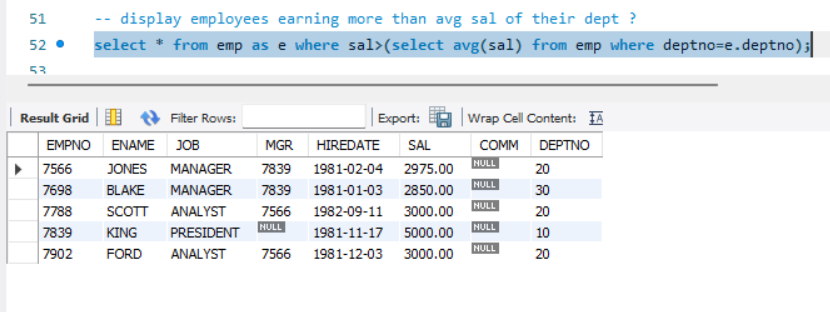 51 -- display employees earning more than avg sal of their dept ?
52 select * from emp as e where sal>(select avg(sal) from emp where deptno=e.deptno);
53
Result Grid Filter Rows: Export: Wrap Cell Content: IA
EMPNO ENAME JOB MGR HIREDATE SAL COMM DEPTNO
7566 JONES MANAGER 7839 1981-02-04 2975.00 NULL 20
7698 BLAKE MANAGER 7839 1981-01-03 2850.00 NULL 30
7788 SCOTT ANALYST 7566 1982-09-11 3000.00 NULL 20
7839 KING PRESIDENT NULL 1981-11-17 5000.00 NULL 10
7902 FORD ANALYST 7566 1981-12-03 3000.00 NULL 20